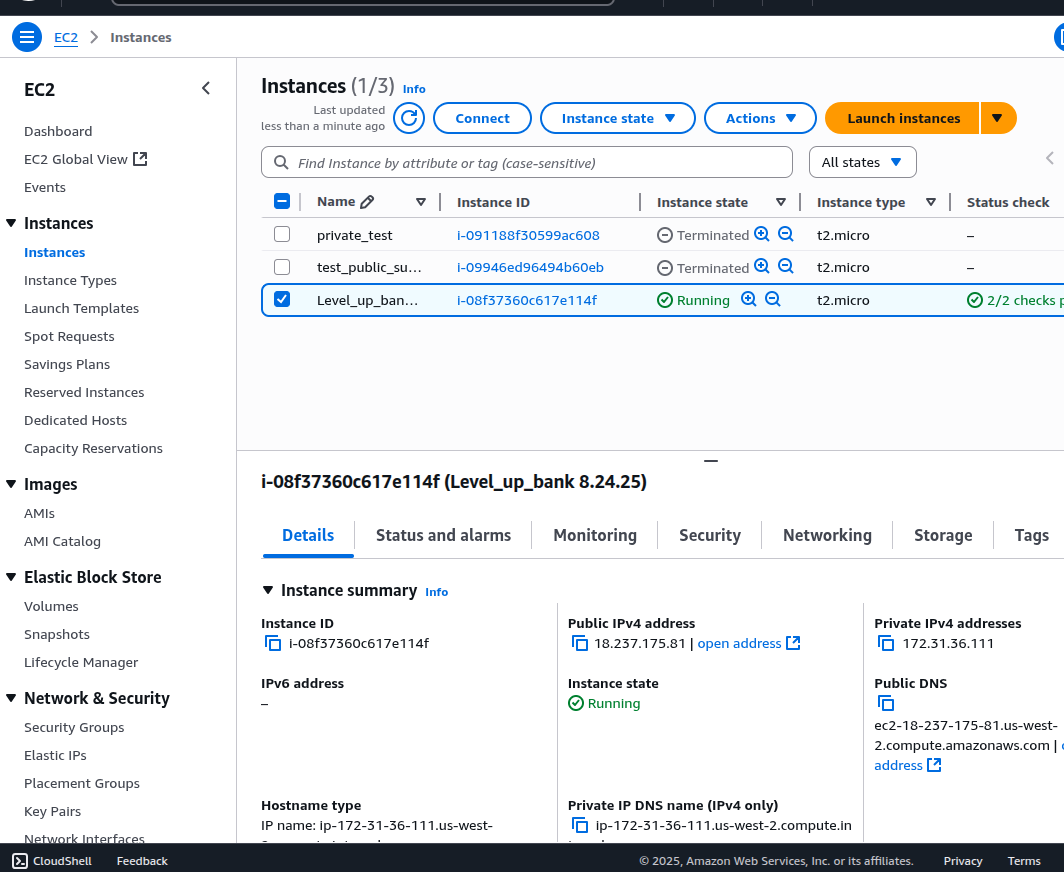 EC2 Instances
EC2
Dashboard
EC2 Global View
Events
Instances
Instances
Instance Types
Launch Templates
Spot Requests
Savings Plans
Reserved Instances
Dedicated Hosts
Capacity Reservations
Images
AMIs
AMI Catalog
Elastic Block Store
Volumes
Snapshots
Lifecycle Manager
Network & Security
Security Groups
Elastic IPs
Placement Groups
Key Pairs
Network Interfaces
Instances (1/3) Info
Last updated
less than a minute ago
Connect Instance state Actions Launch instances
Find Instance by attribute or tag (case-sensitive) All states
Name Instance ID Instance state Instance type Status check
private_test i-091188f30599ac608 Terminated t2.micro –
test_public_su... i-09946ed96494b60eb Terminated t2.micro –
Level_up_ban... i-08f37360c617e114f Running t2.micro 2/2 checks p
i-08f37360c617e114f (Level_up_bank 8.24.25)
Details Status and alarms Monitoring Security Networking Storage Tags
Instance summary Info
Instance ID
i-08f37360c617e114f
Public IPv4 address
18.237.175.81 | open address
Private IPv4 addresses
172.31.36.111
IPv6 address
–
Instance state
Running
Public DNS
ec2-18-237-175-81.us-west-
2.compute.amazonaws.com |
address
Hostname type
IP name: ip-172-31-36-111.us-west-
Private IP DNS name (IPv4 only)
ip-172-31-36-111.us-west-2.compute.in
CloudShell Feedback © 2025, Amazon Web Services, Inc. or its affiliates. Privacy Terms